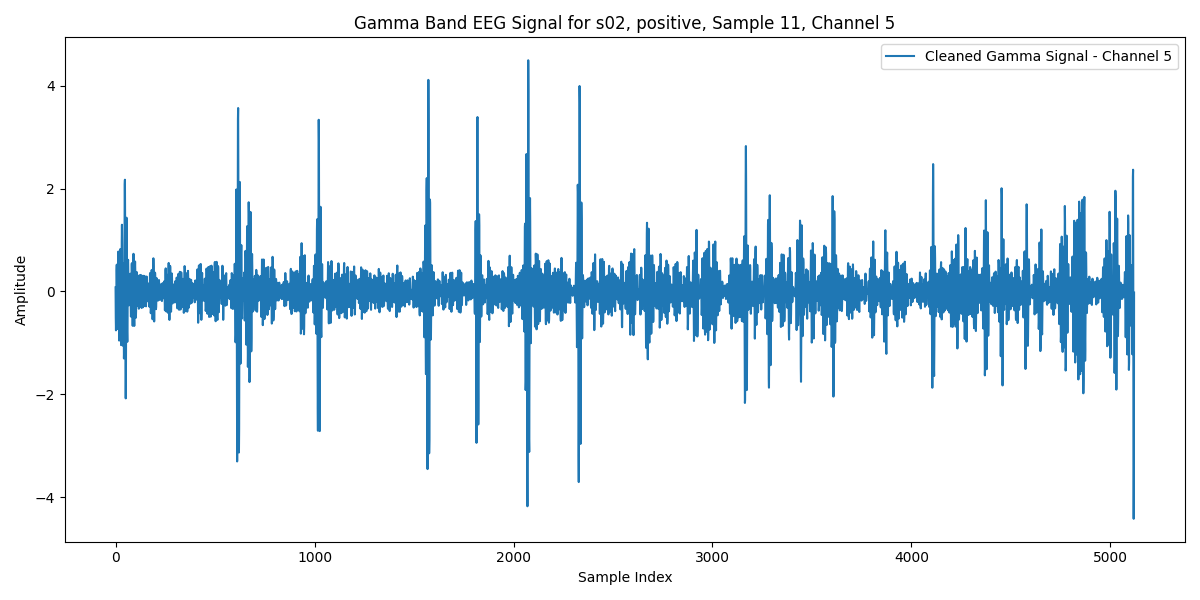 Gamma Band EEG Signal for s02, positive, Sample 11, Channel 5
Cleaned Gamma Signal - Channel 5
Amplitude
4
2
0
−2
−4
0 1000 2000 3000 4000 5000
Sample Index